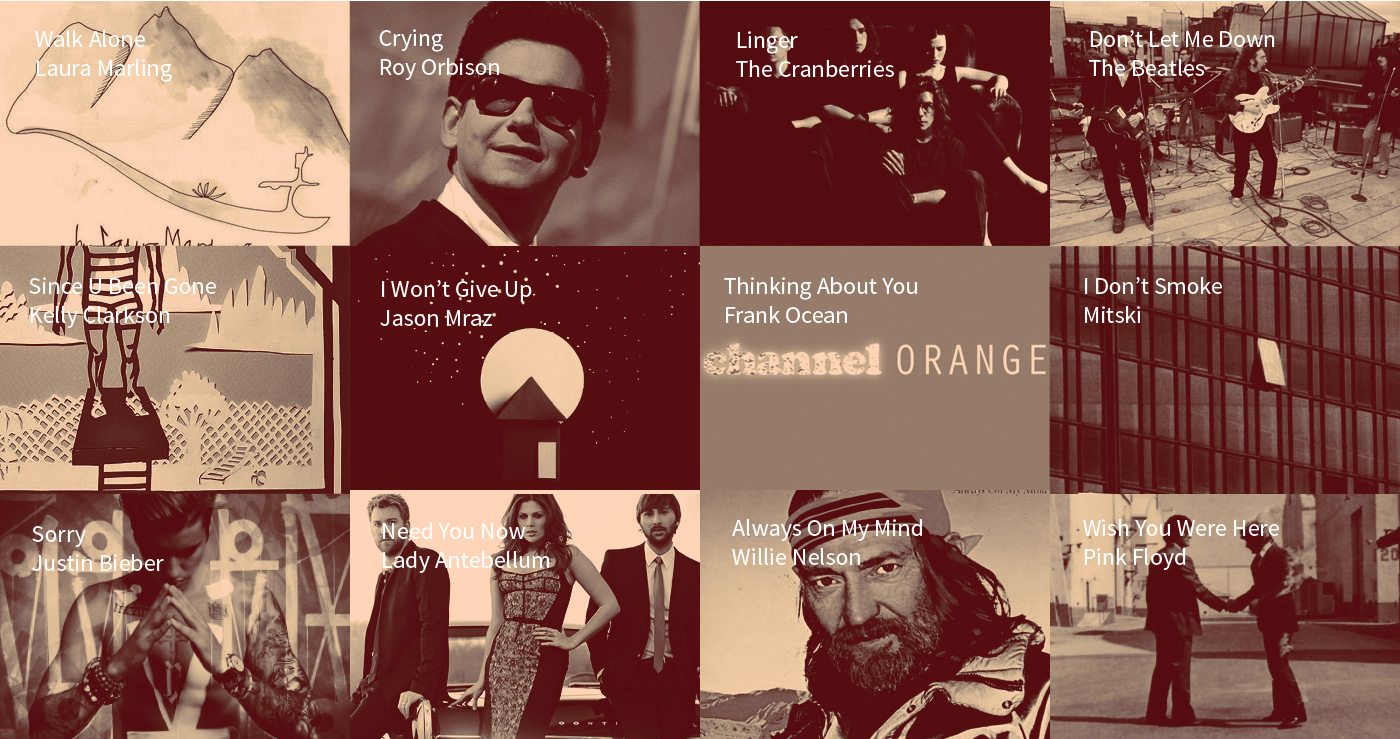 Walk Alone
Laura Marling
Crying
Roy Orbison
Linger
The Cranberries
Don’t Let Me Down
The Beatles
Since U Been Gone
Kelly Clarkson
I Won’t Give Up
Jason Mraz
Thinking About You
Frank Ocean
channel ORANGE
I Don’t Smoke
Mitski
Sorry
Justin Bieber
Need You Now
Lady Antebellum
Always On My Mind
Always On My Mind
Willie Nelson
Wish You Were Here
Pink Floyd